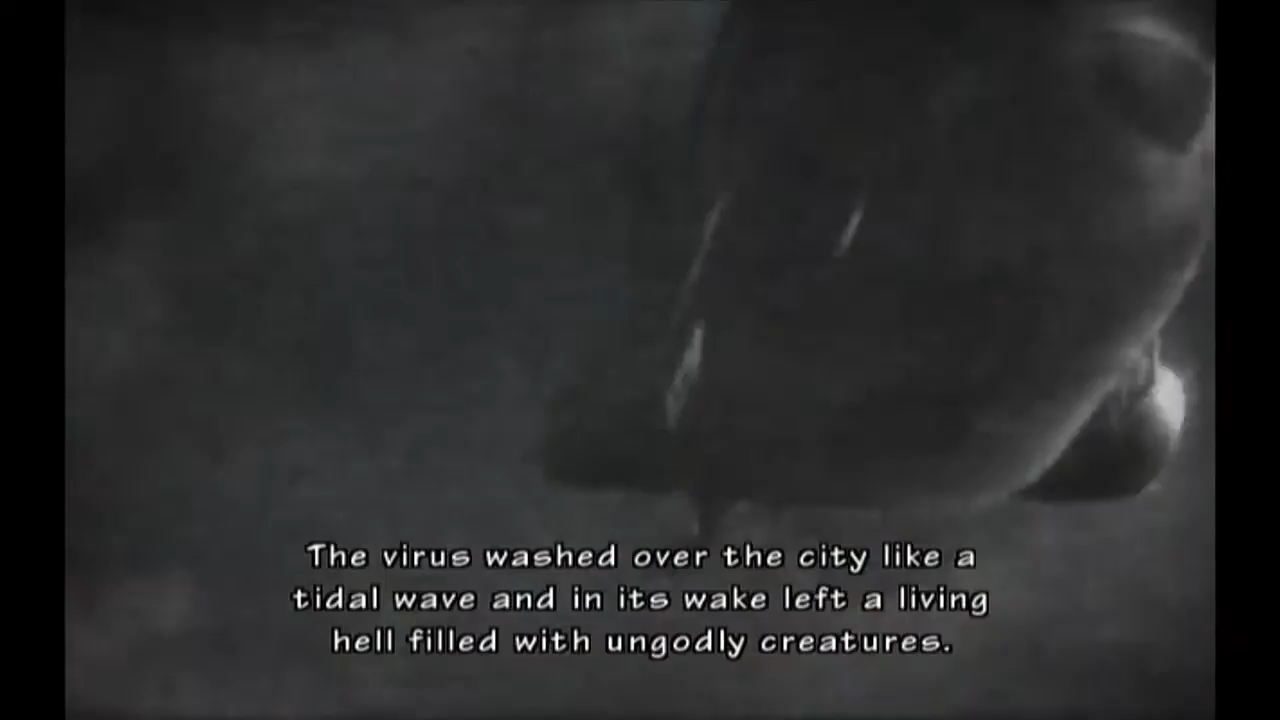 The virus washed over the city like a
tidal wave and in its wake left a living
hell filled with ungodly creatures.